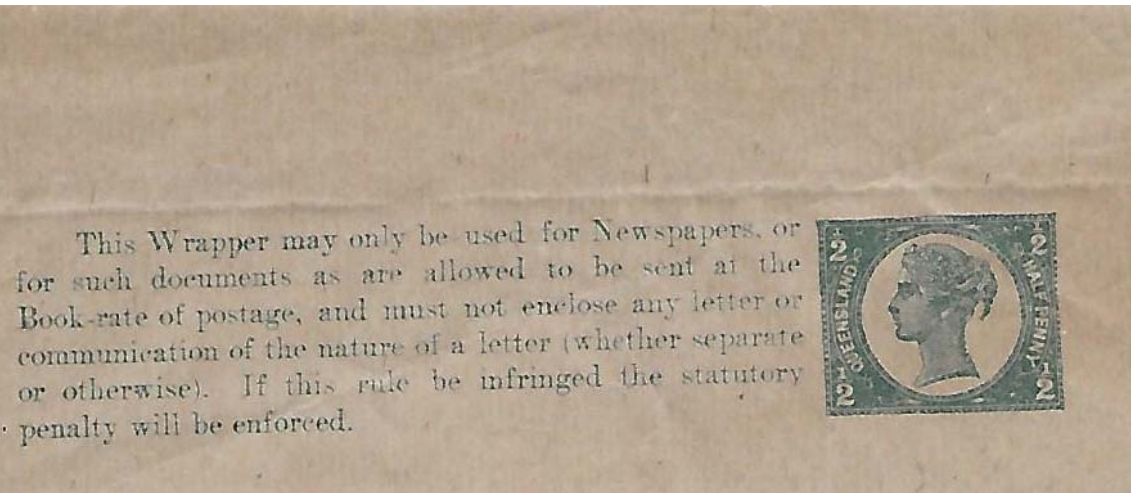 This Wrapper may only be used for Newspapers, or
for such documents as are allowed to be sent at the
Book-rate of postage, and must not enclose any letter or
communication of the nature of a letter (whether separate
or otherwise). If this rule be infringed the statutory
penalty will be enforced.
1/2 1/2
QUEENSLAND HALF PENNY
1/2 1/2